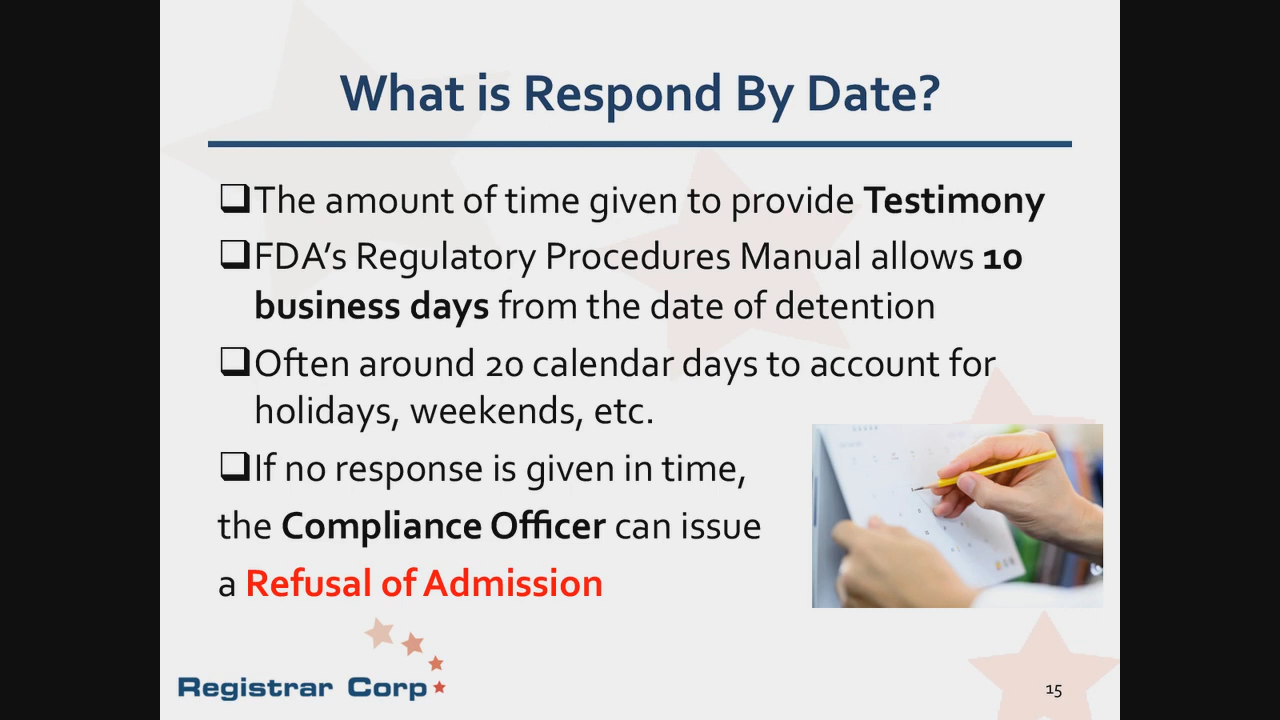 What is Respond By Date?
❑The amount of time given to provide Testimony
❑FDA’s Regulatory Procedures Manual allows 10
business days from the date of detention
❑Often around 20 calendar days to account for
holidays, weekends, etc.
❑If no response is given in time,
the Compliance Officer can issue
a Refusal of Admission
Registrar Corp
15